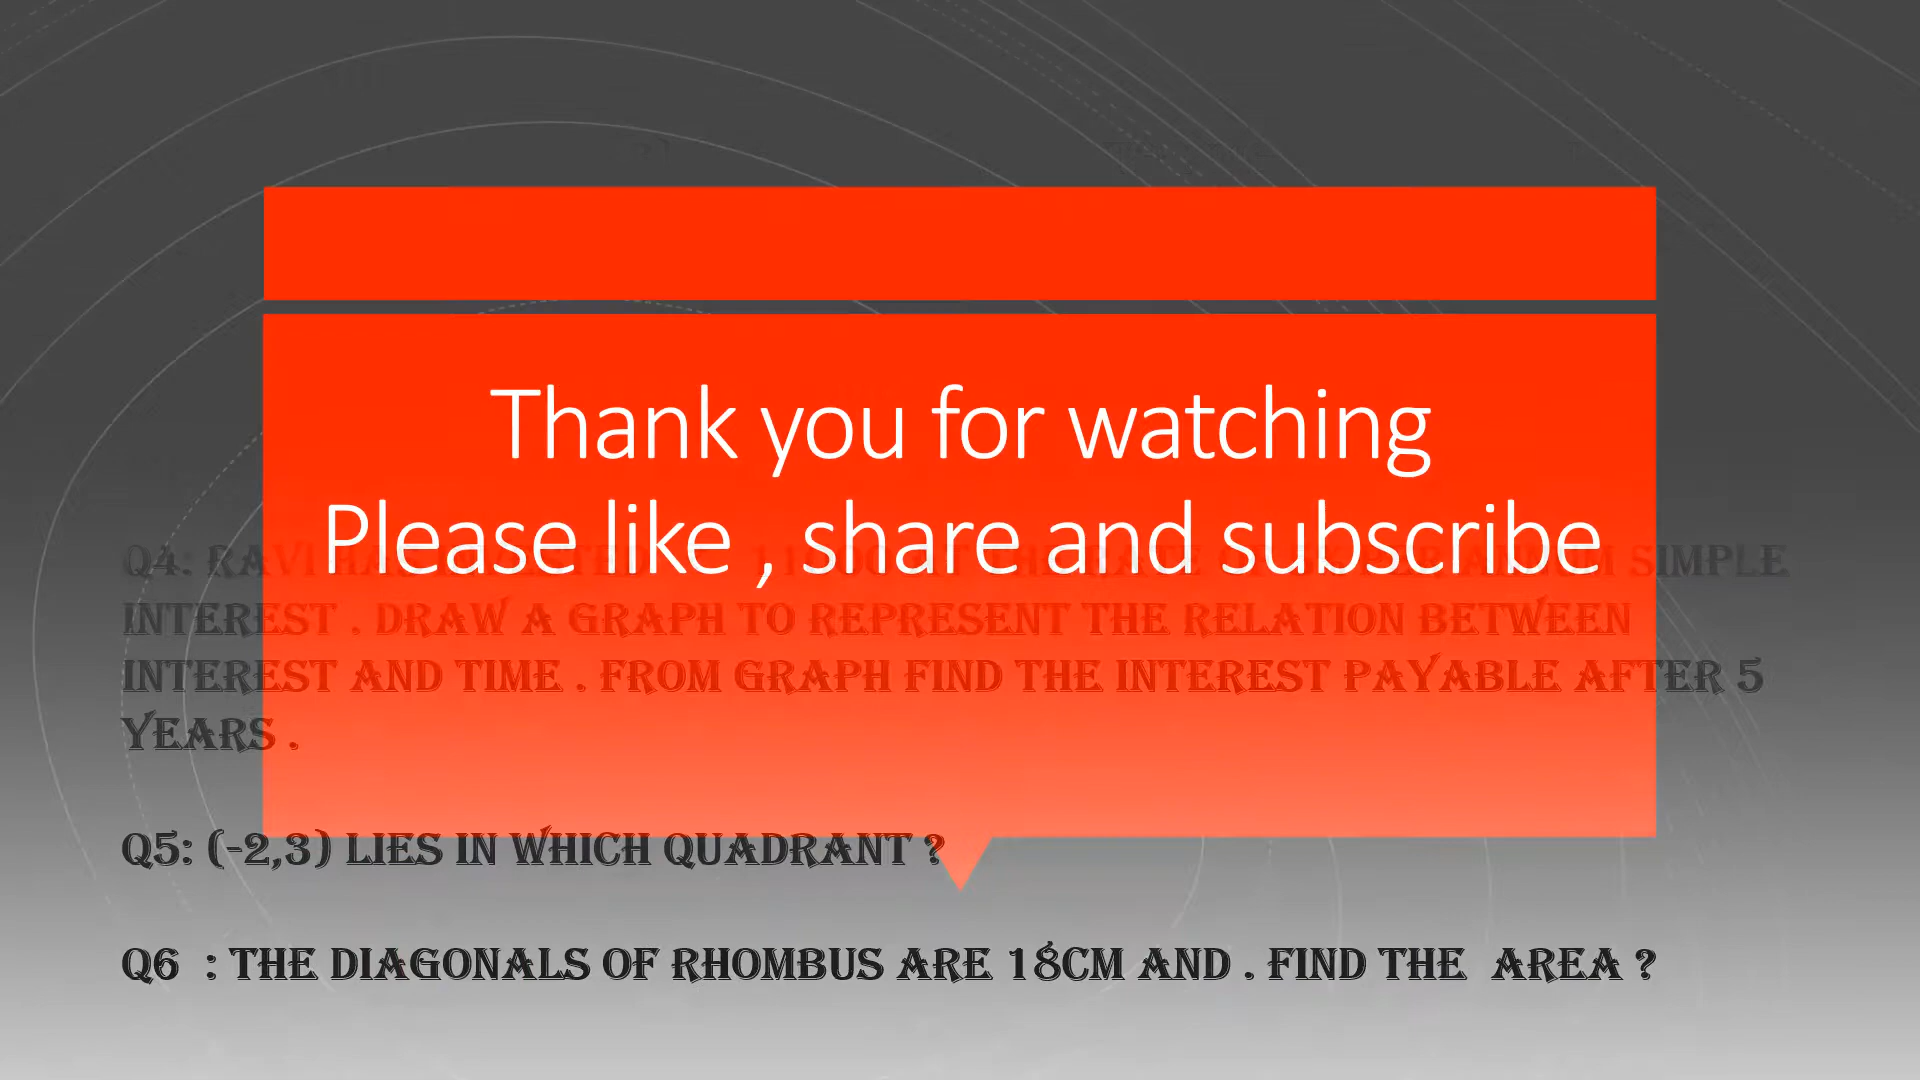 Thank you for watching
Please like , share and subscribe
Q4: RAVI SIMPLE
INTEREST . DRAW A GRAPH TO REPRESENT THE RELATION BETWEEN
INTEREST AND TIME . FROM GRAPH FIND THE INTEREST PAYABLE AFTER 5
YEARS .
Q5: (-2,3) LIES IN WHICH QUADRANT ?
Q6 : THE DIAGONALS OF RHOMBUS ARE 18CM AND . FIND THE AREA ?